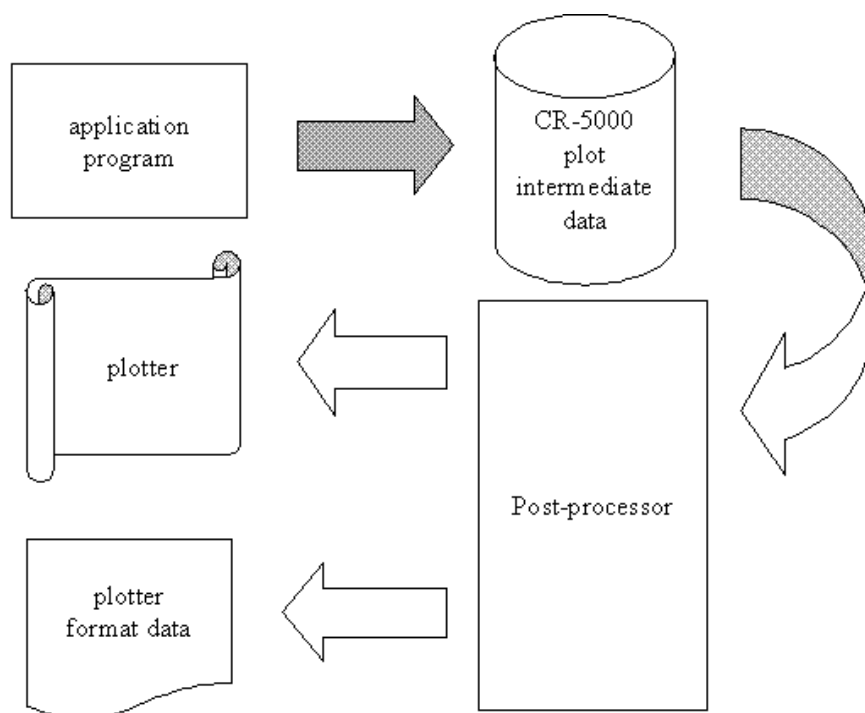 application
program
CR-5000
plot
intermediate
data
plotter
Post-processor
plotter
format data